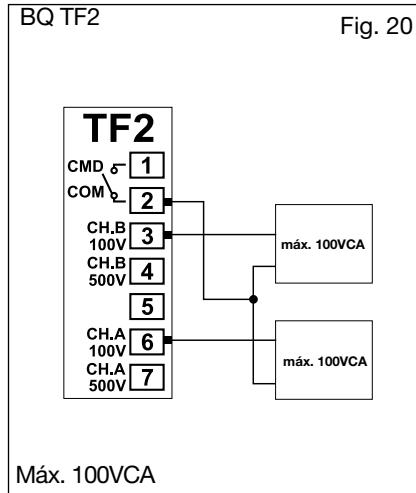 BQ TF2
Fig. 20
TF2
CMD 1
COM 2
CH.B
100V 3
CH.B
500V 4
5
CH.A
100V 6
CH.A
500V 7
máx. 100VCA
máx. 100VCA
Máx. 100VCA